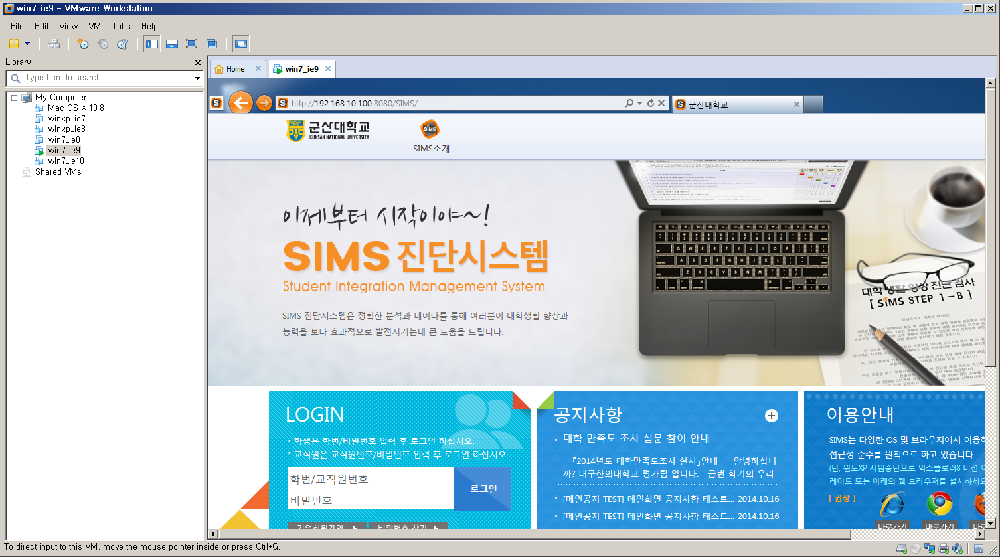 win7_ie9 - VMware Workstation
File Edit View VM Tabs Help
Library
Type here to search
My Computer
Mac OS X 10,8
winxp_ie7
winxp_ie8
win7_ie8
win7_ie9
win7_ie10
Shared VMs
Home
win7_ie9
http://192.168.10.100:8080/SIMS/
군산대학교
군산대학교
KUNSAN NATIONAL UNIVERSITY
SIMS
SIMS소개
이제부터 시작이야~!
SIMS 진단시스템
Student Integration Management System
SIMS 진단시스템은 정확한 분석과 데이타를 통해 여러분이 대학생활 향상과
능력을 보다 효과적으로 발전시키는데 큰 도움을 드립니다.
대학 생활 향상 진단 검사
[ SiMS STEP 1-B ]
LOGIN
• 학생은 학번/비밀번호 입력 후 로그인 하십시오.
• 교직원은 교직원번호/비밀번호 입력 후 로그인 하십시오.
학번/교직원번호
비밀번호
로그인
기업회원가입
비밀번호 찾기
공지사항
대학 만족도 조사 설문 참여 안내
『2014년도 대학만족도조사 실시』안내 안녕하십니
까? 대구한의대학교 평가팀 입니다. 금번 학기의 우리
[메인공지 TEST] 메인화면 공지사항 테스트... 2014.10.16
[메인공지 TEST] 메인화면 공지사항 테스트... 2014.10.16
이용안내
SIMS는 다양한 OS 및 브라우저에서 이용하
접근성 준수를 원칙으로 하고 있습니다.
(단, 윈도XP 지원중단으로 익스플로러8 버젼 이
레이드 또는 아래의 웹 브라우저를 설치하세요
[ 권장 ]
바로가기
바로가기
바로
To direct input to this VM, move the mouse pointer inside or press Ctrl+G,